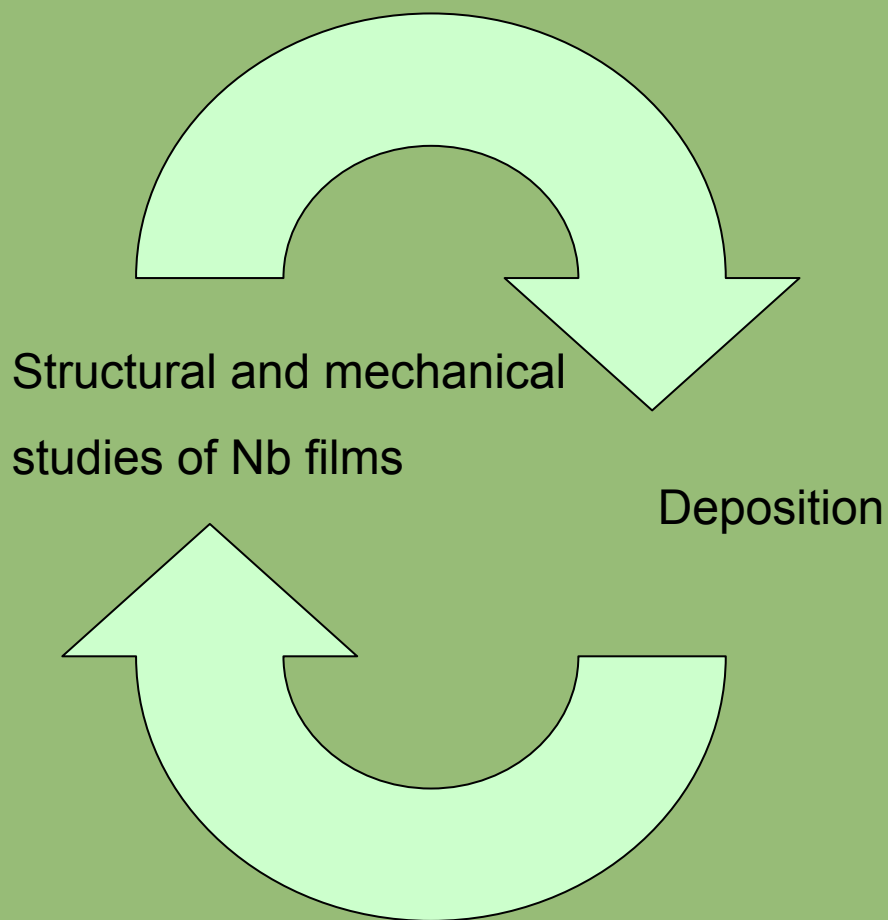 Structural and mechanical
studies of Nb films
Deposition